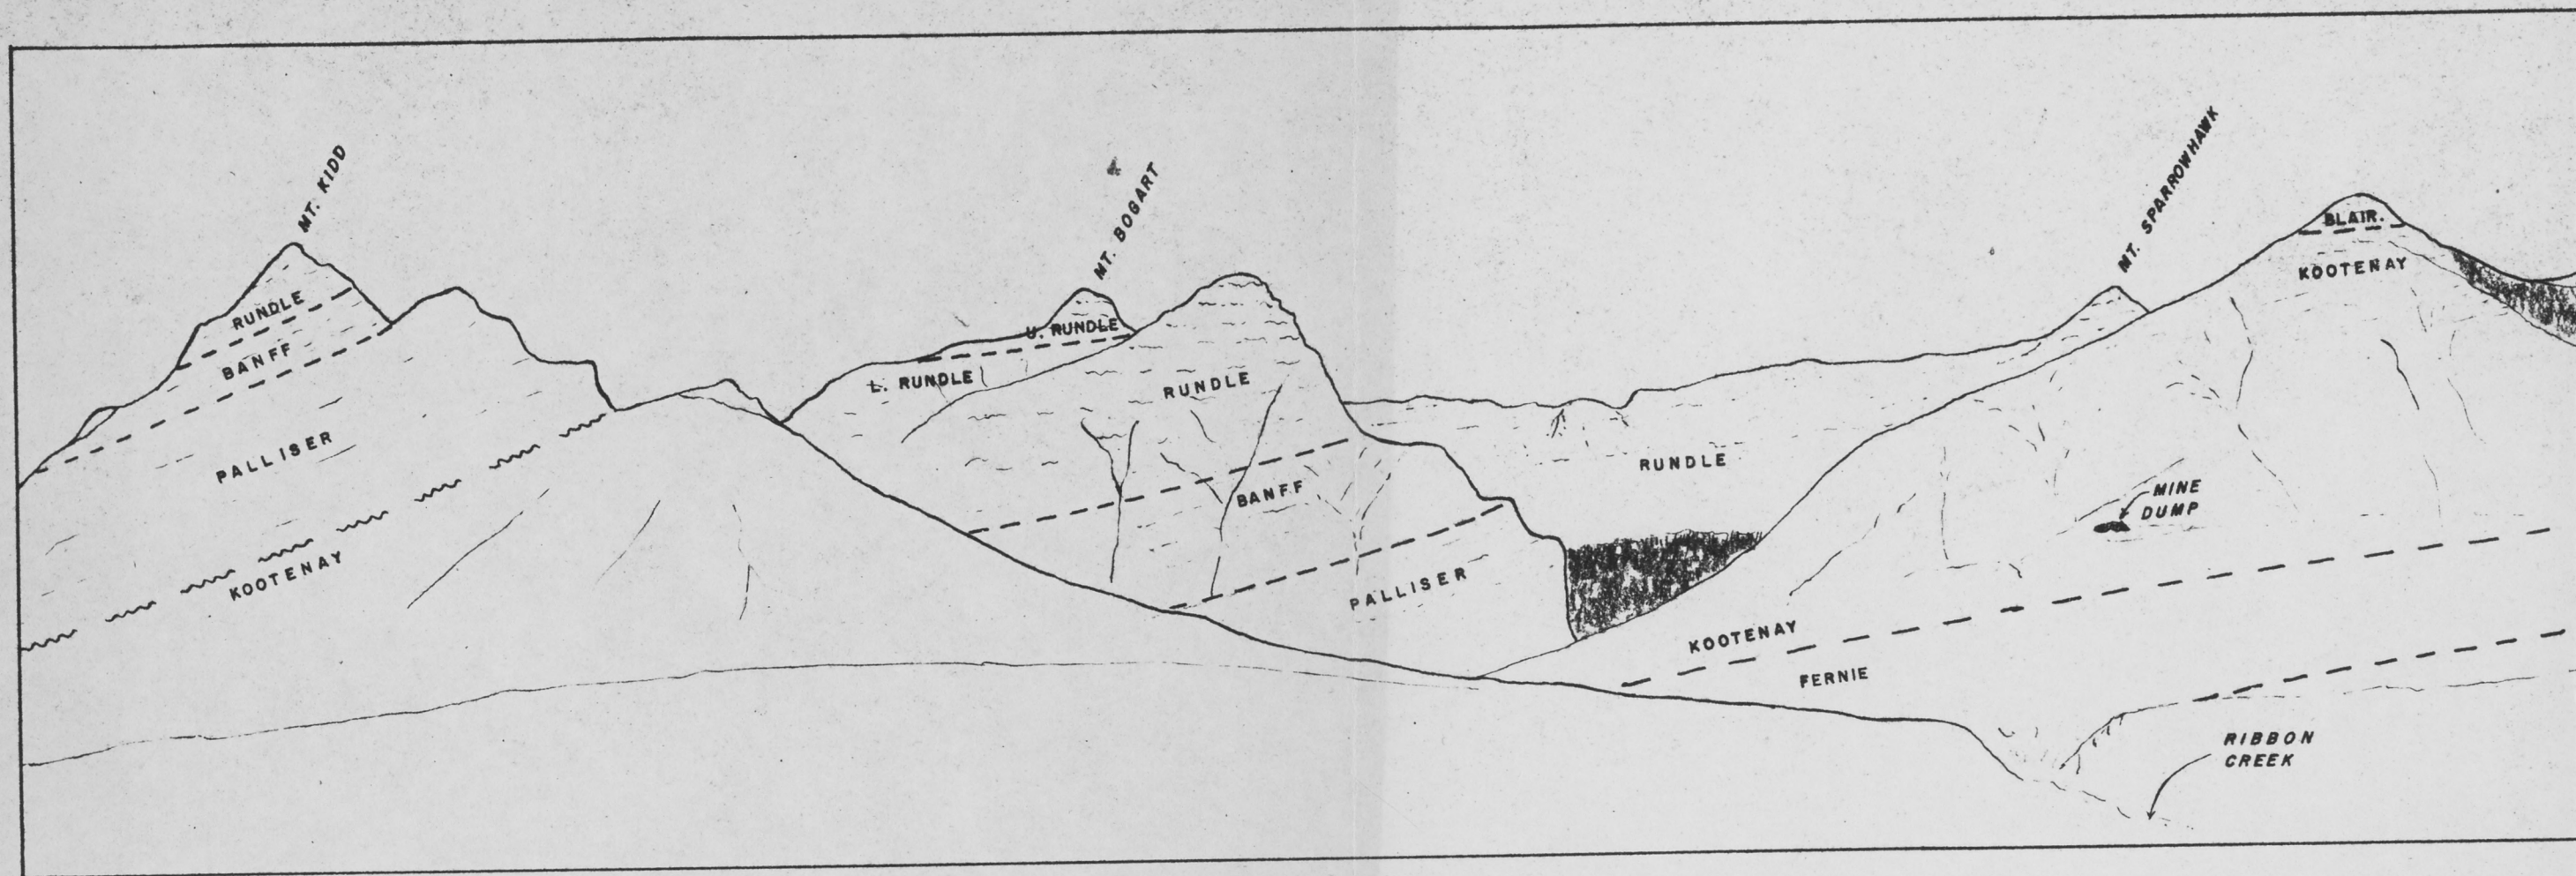 MT. KIDD
MT. BOGART
MT. SPARROWHAWK
BLAIR.
KOOTENAY
RUNDLE
BANFF
PALLISER
KOOTENAY
U. RUNDLE
L. RUNDLE
RUNDLE
BANFF
PALLISER
RUNDLE
MINE
DUMP
KOOTENAY
FERNIE
RIBBON
CREEK